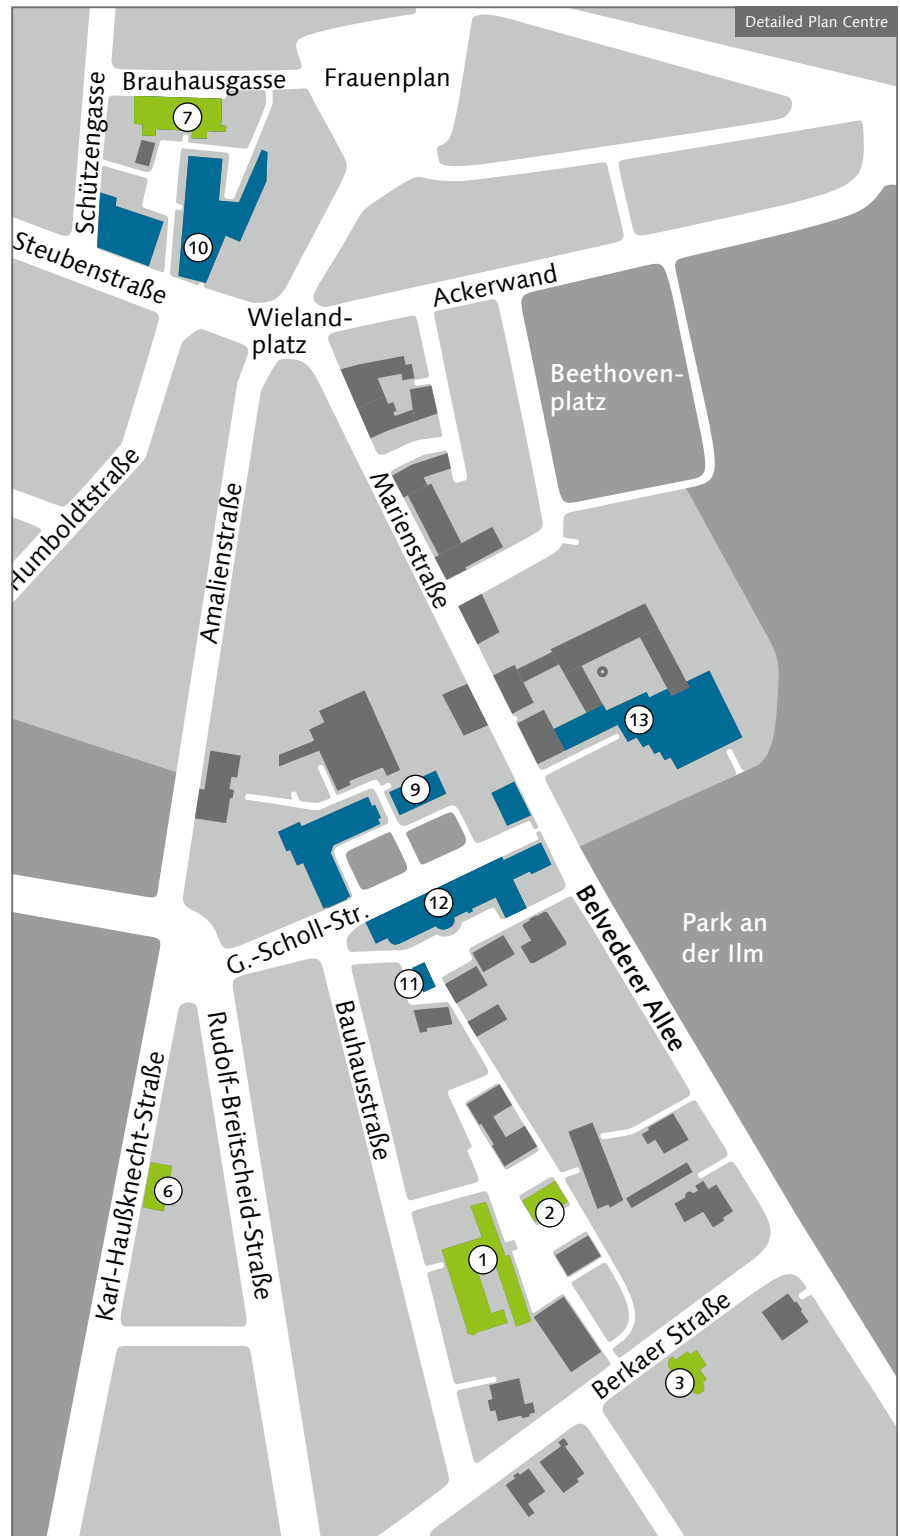 Detailed Plan Centre
Brauhausgasse
Frauenplan
Schützengasse
7
10
Steubenstraße
Ackerwand
Wieland-
platz
Beethoven-
platz
Humboldtstraße
Amalienstraße
Marienstraße
13
9
12
G.-Scholl-Str.
11
Belvederer Allee
Park an
der Ilm
Bauhausstraße
Rudolf-Breitscheid-Straße
Karl-Haußknecht-Straße
6
2
1
Berkaer Straße
3